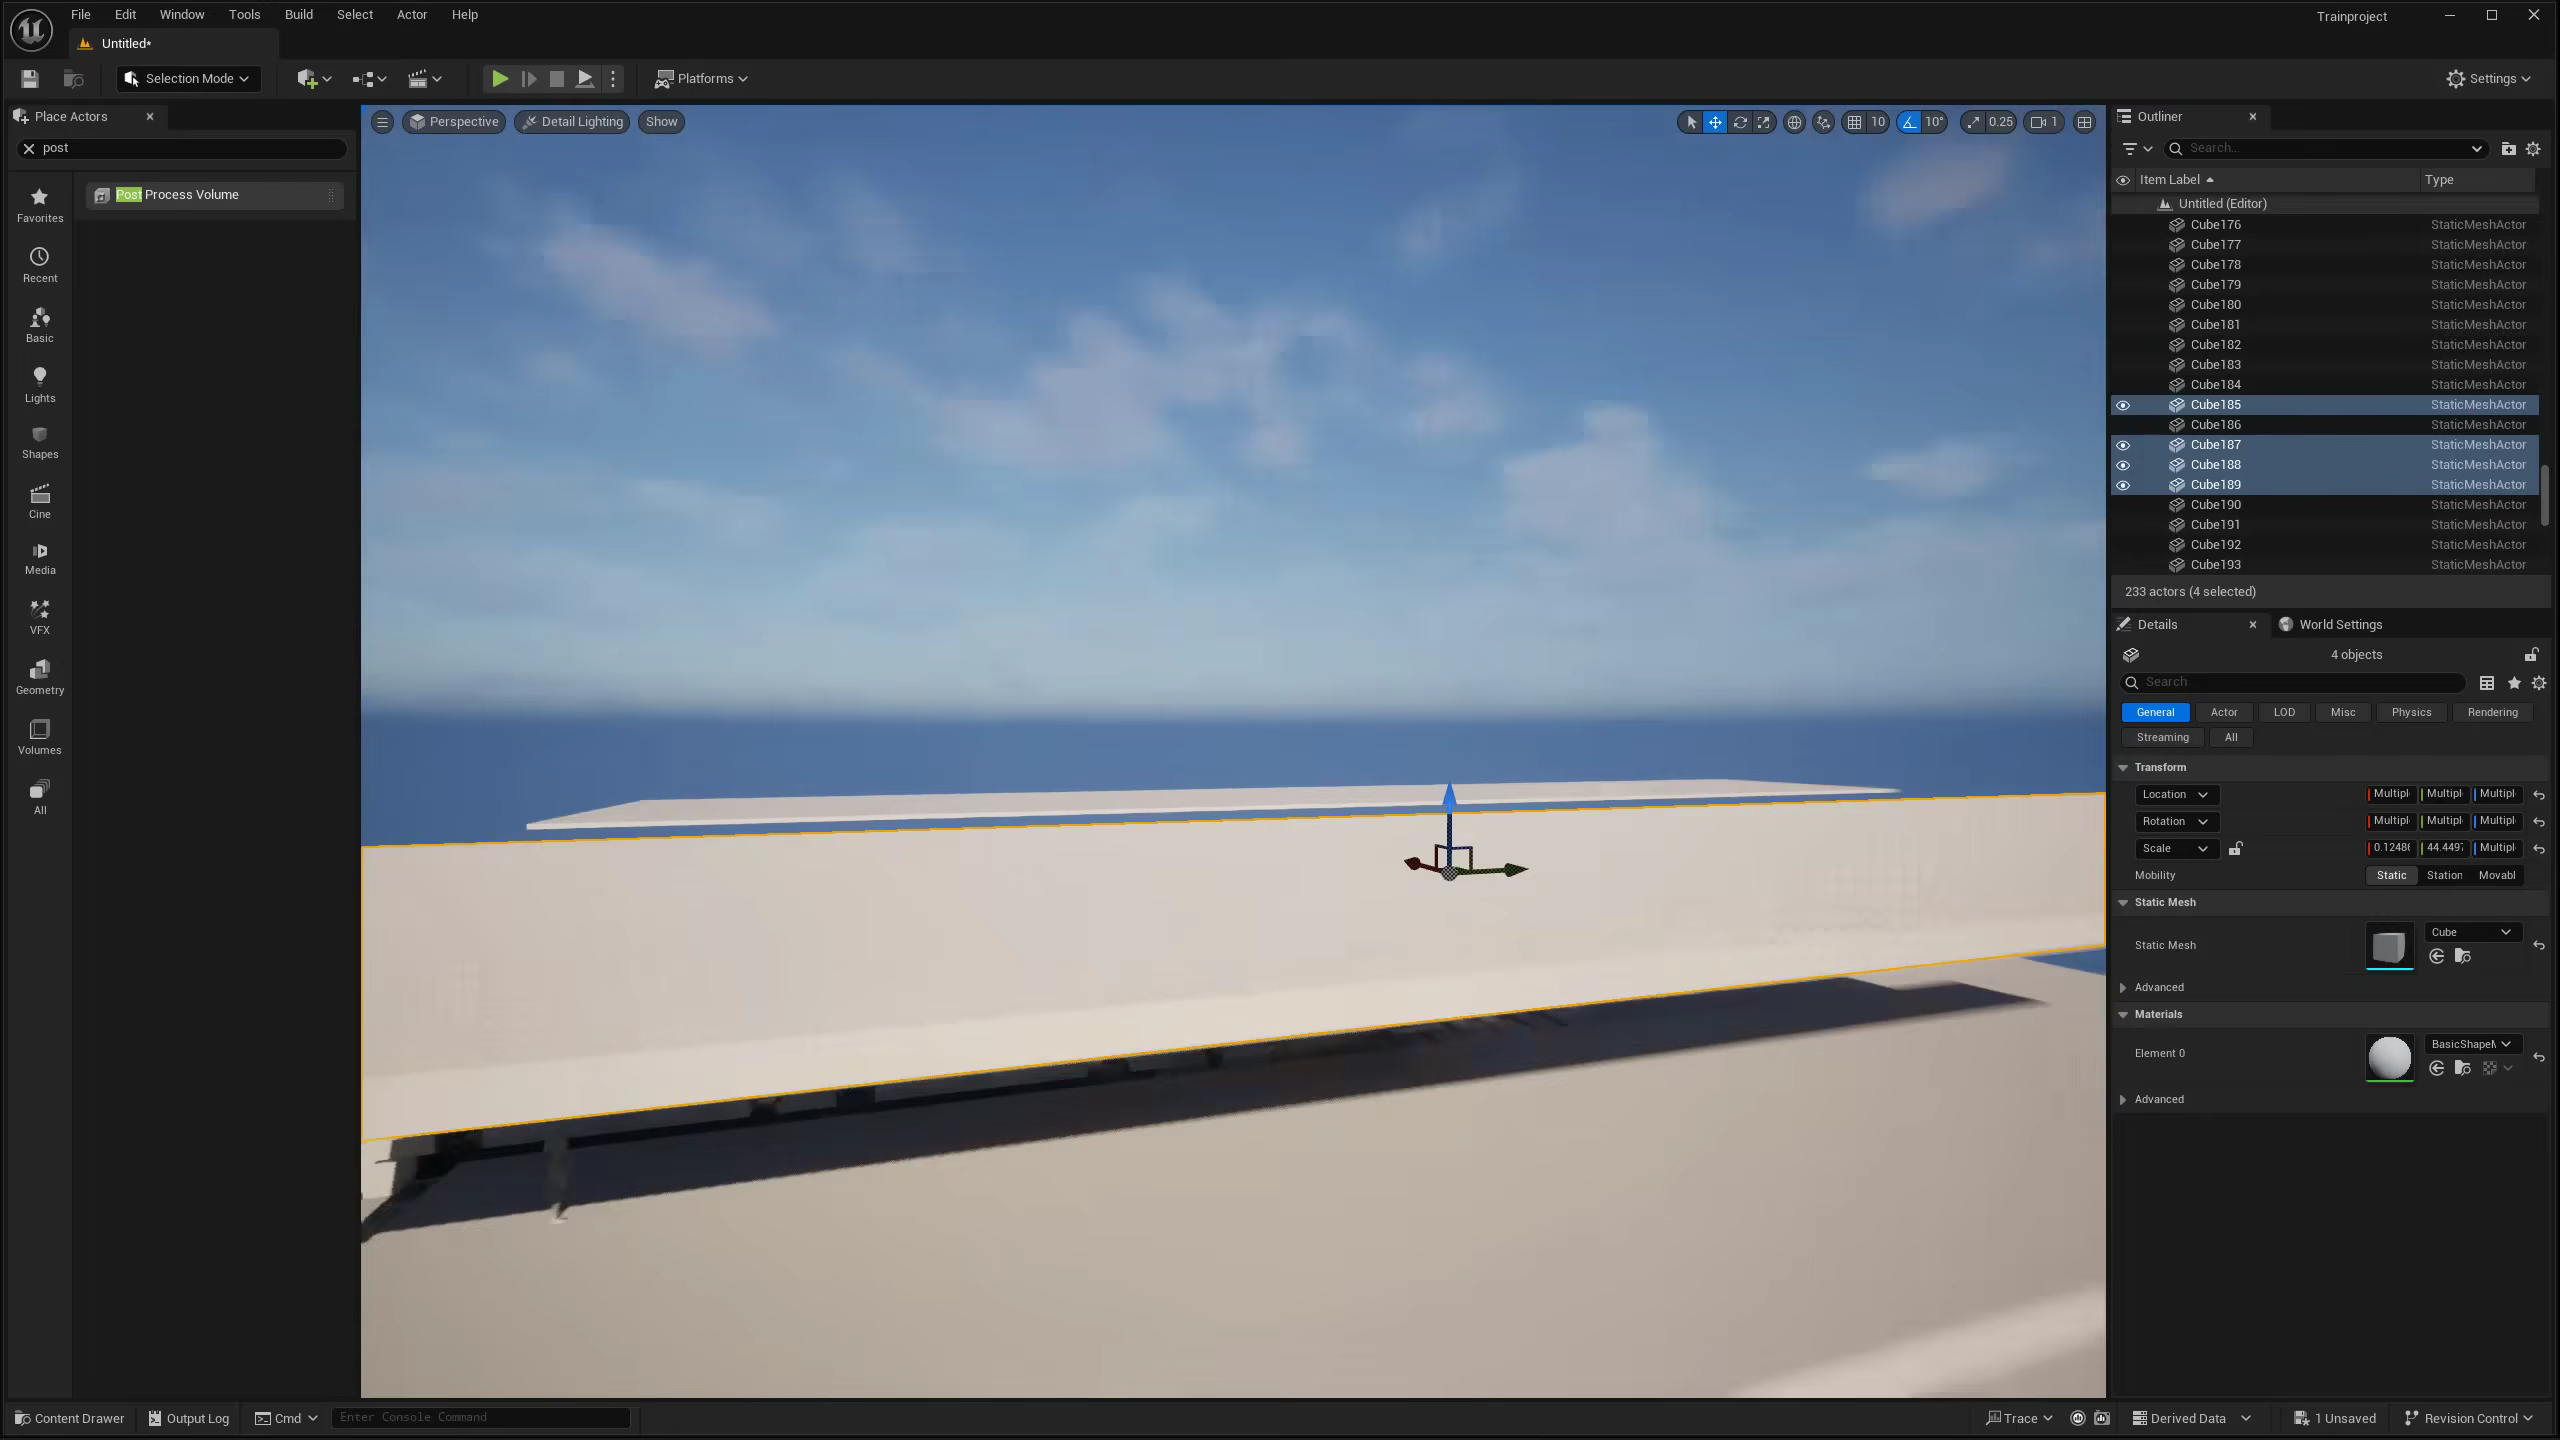 File Edit Window Tools Build Select Actor Help
Trainproject
Untitled*
Selection Mode
Platforms
Settings
Place Actors
post
Post Process Volume
Favorites
Recent
Basic
Lights
Shapes
Cine
Media
VFX
Geometry
Volumes
All
Perspective Detail Lighting Show
10 10° 0.25 1
Outliner
Search...
Item Label Type
Untitled (Editor)
Cube176 StaticMeshActor
Cube177 StaticMeshActor
Cube178 StaticMeshActor
Cube179 StaticMeshActor
Cube180 StaticMeshActor
Cube181 StaticMeshActor
Cube182 StaticMeshActor
Cube183 StaticMeshActor
Cube184 StaticMeshActor
Cube185 StaticMeshActor
Cube186 StaticMeshActor
Cube187 StaticMeshActor
Cube188 StaticMeshActor
Cube189 StaticMeshActor
Cube190 StaticMeshActor
Cube191 StaticMeshActor
Cube192 StaticMeshActor
Cube193 StaticMeshActor
233 actors (4 selected)
Details World Settings
4 objects
Search
General Actor LOD Misc Physics Rendering
Streaming All
Transform
Location Multipl Multipl Multipl
Rotation Multipl Multipl Multipl
Scale 0.1248 44.449 Multipl
Mobility Static Station Movabl
Static Mesh
Static Mesh Cube
Advanced
Materials
Element 0 BasicShapeM
Advanced
Content Drawer Output Log Cmd Enter Console Command
Trace Derived Data 1 Unsaved Revision Control